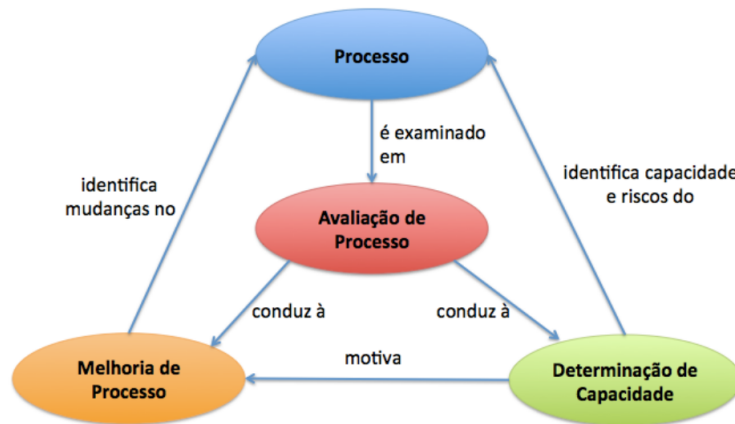 Processo
é examinado
em
identifica
mudanças no
identifica capacidade
e riscos do
Avaliação de
Processo
conduz à
conduz à
Melhoria de
Processo
motiva
Determinação de
Capacidade